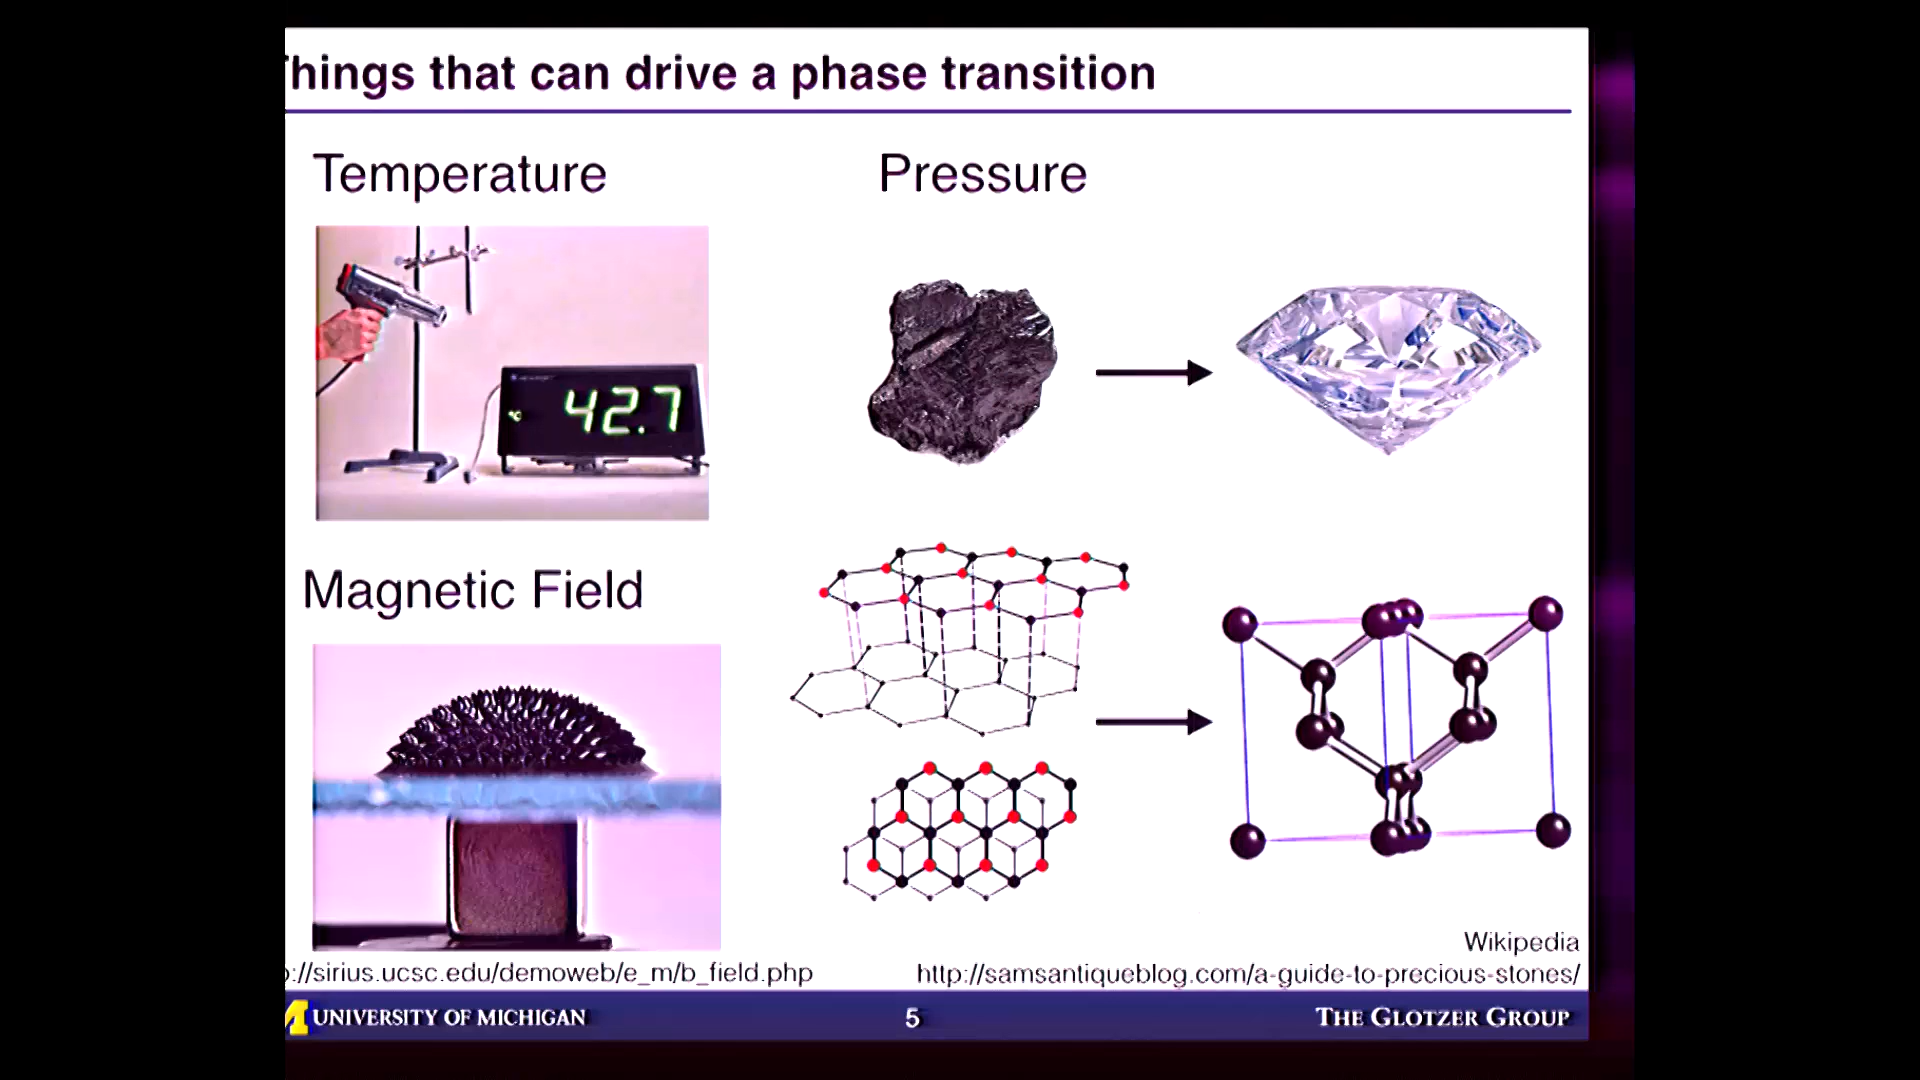 Things that can drive a phase transition
Temperature
Pressure
°C 42.7
Magnetic Field
Wikipedia
p://sirius.ucsc.edu/demoweb/e_m/b_field.php
http://samsantiqueblog.com/a-guide-to-precious-stones/
M UNIVERSITY OF MICHIGAN
5
THE GLOTZER GROUP